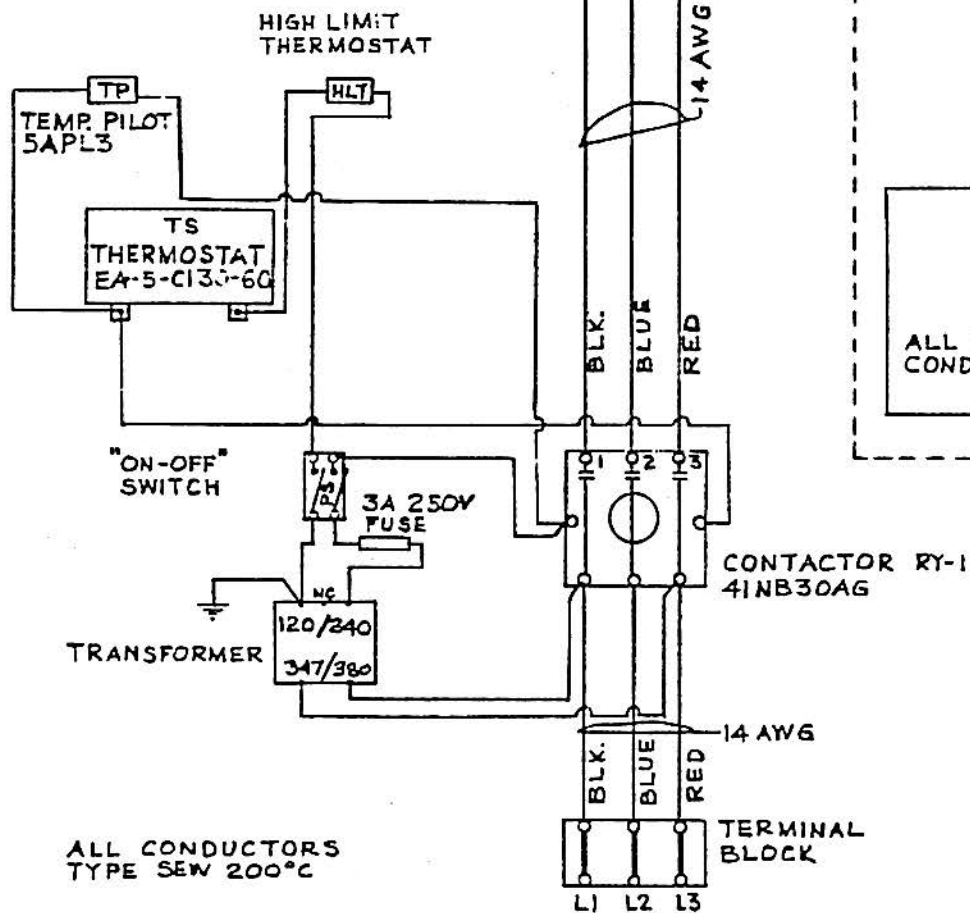 HIGH LIMIT
THERMOSTAT
14 AWG
TP
HLT
TEMP. PILOT
5APL3
TS
THERMOSTAT
BLK.
BLUE
RED
ALL
COND
"ON-OFF"
SWITCH
PS
1
2
3
3A 250V
FUSE
CONTACTOR RY-1
41NB30AG
NC
120/240
TRANSFORMER
347/380
14 AWG
BLK.
BLUE
RED
TERMINAL
BLOCK
ALL CONDUCTORS
TYPE SEW 200°C
L1 L2 L3